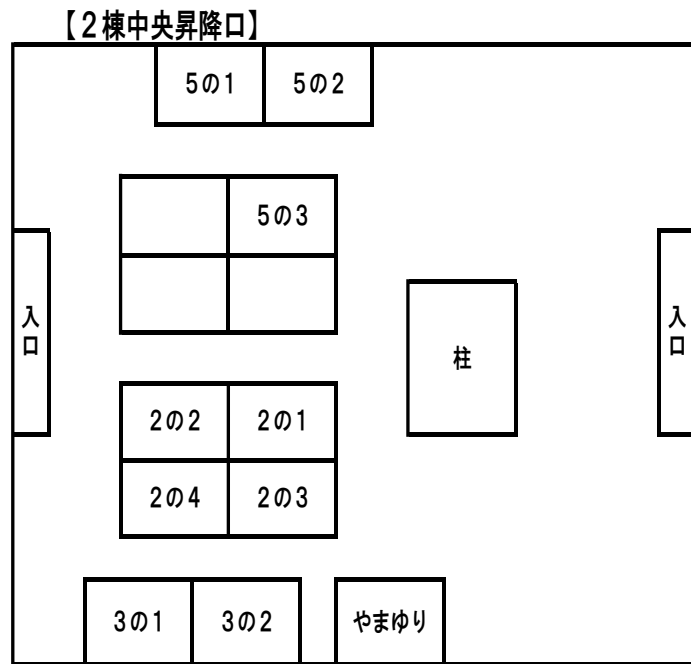 【２棟中央昇降口】
５の１
５の２
５の３
入口
入口
柱
２の２
２の１
２の４
２の３
３の１
３の２
やまゆり